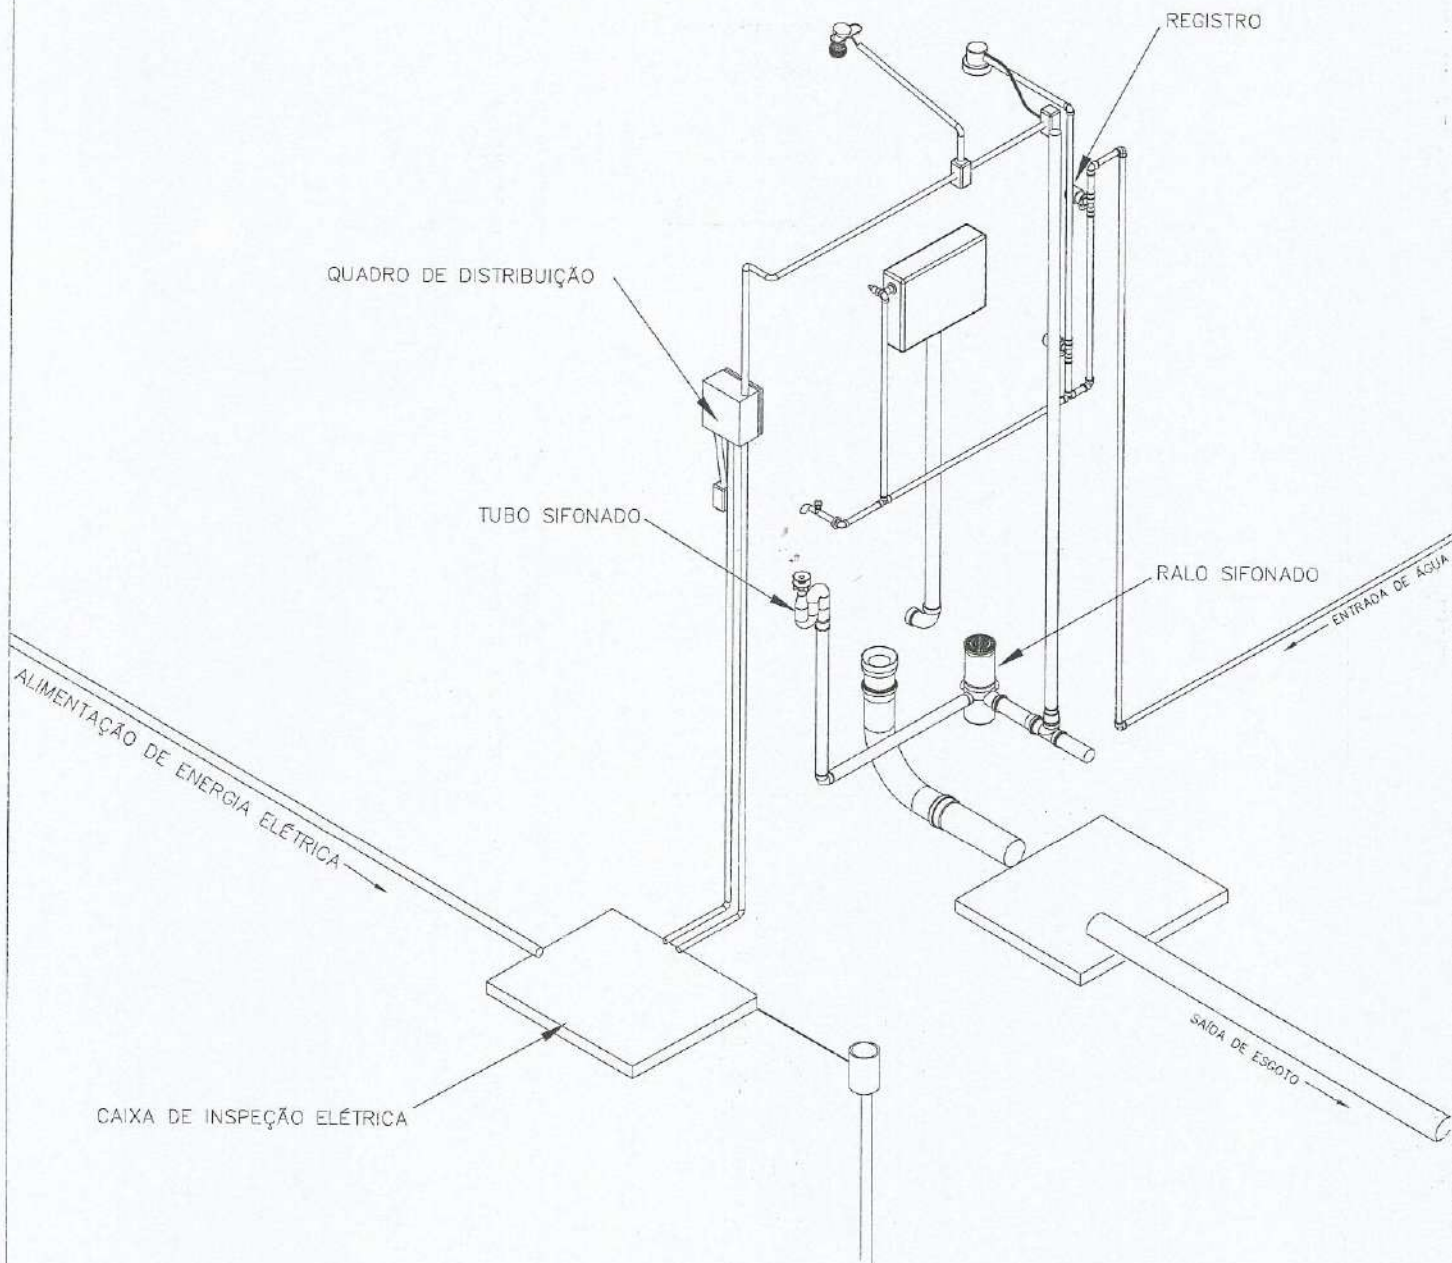 REGISTRO
QUADRO DE DISTRIBUIÇÃO
TUBO SIFONADO
RALO SIFONADO
ENTRADA DE ÁGUA
ALIMENTAÇÃO DE ENERGIA ELÉTRICA
SAÍDA DE ESGOTO
CAIXA DE INSPEÇÃO ELÉTRICA